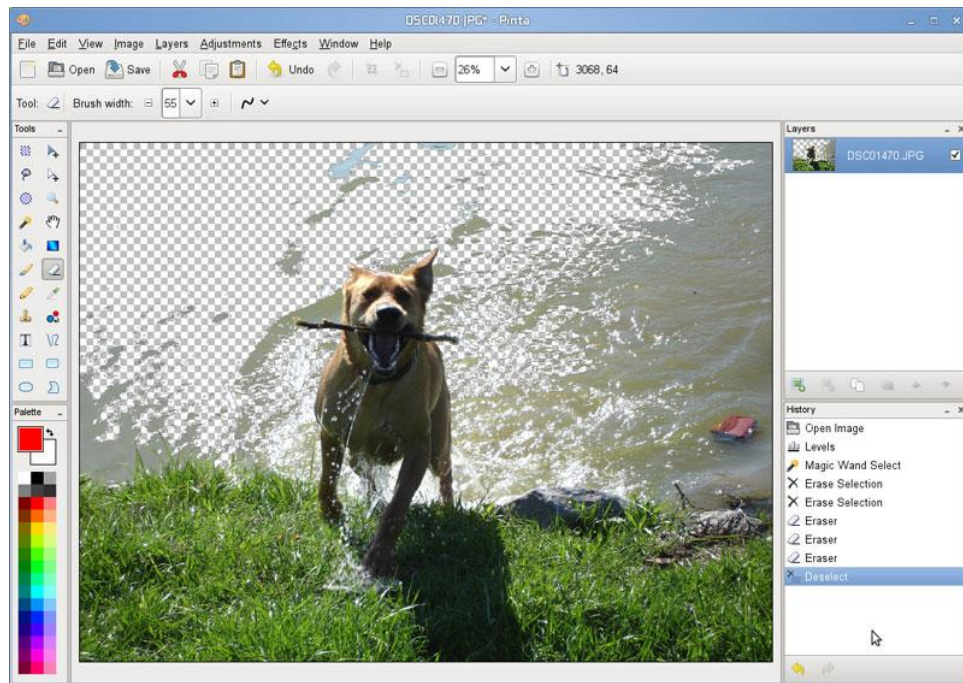 DSC01470 JPG* - Pinta
File Edit View Image Layers Adjustments Effects Window Help
Open Save Undo 26% 3068, 64
Tool: Brush width: 55
Tools
Layers
DSC01470.JPG
Palette
History
Open Image
Levels
Magic Wand Select
Erase Selection
Erase Selection
Eraser
Eraser
Eraser
Deselect